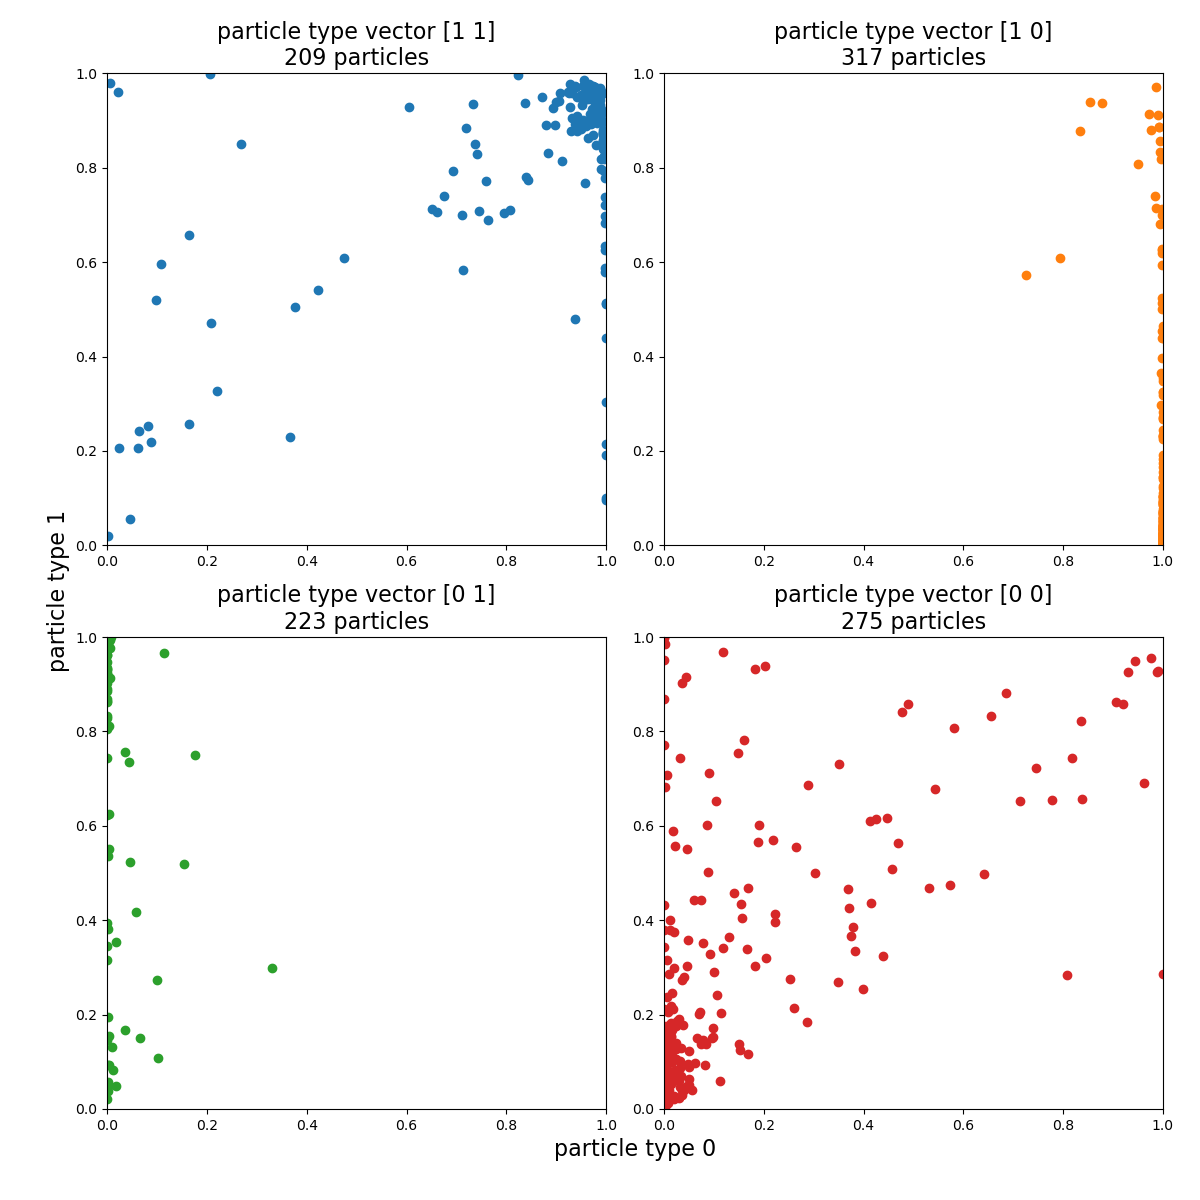 particle type vector [1 1]
209 particles
particle type vector [1 0]
317 particles
1.0
0.8
0.6
0.4
0.2
0.0
0.0 0.2 0.4 0.6 0.8 1.0
1.0
0.8
0.6
0.4
0.2
0.0
0.0 0.2 0.4 0.6 0.8 1.0
particle type 1
particle type vector [0 1]
223 particles
particle type vector [0 0]
275 particles
1.0
0.8
0.6
0.4
0.2
0.0
0.0 0.2 0.4 0.6 0.8 1.0
1.0
0.8
0.6
0.4
0.2
0.0
0.0 0.2 0.4 0.6 0.8 1.0
particle type 0